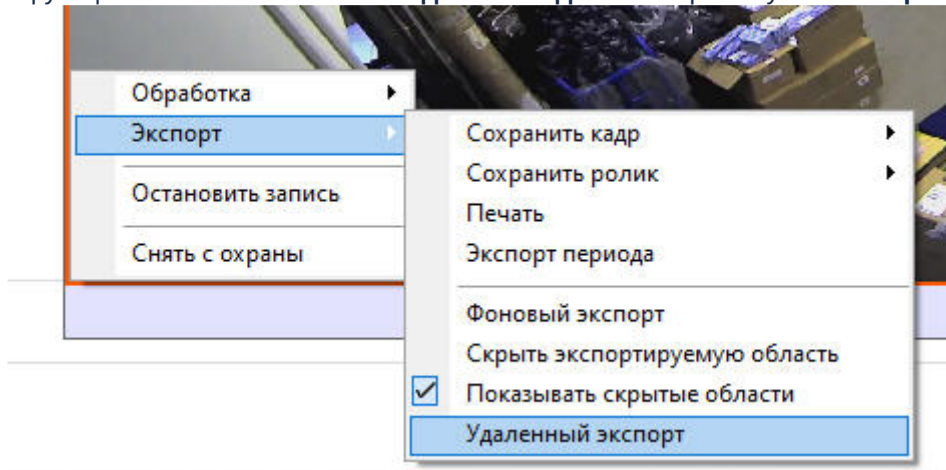 Обработка
Экспорт
Остановить запись
Снять с охраны
Сохранить кадр
Сохранить ролик
Печать
Экспорт периода
Фоновый экспорт
Скрыть экспортируемую область
Показывать скрытые области
Удаленный экспорт